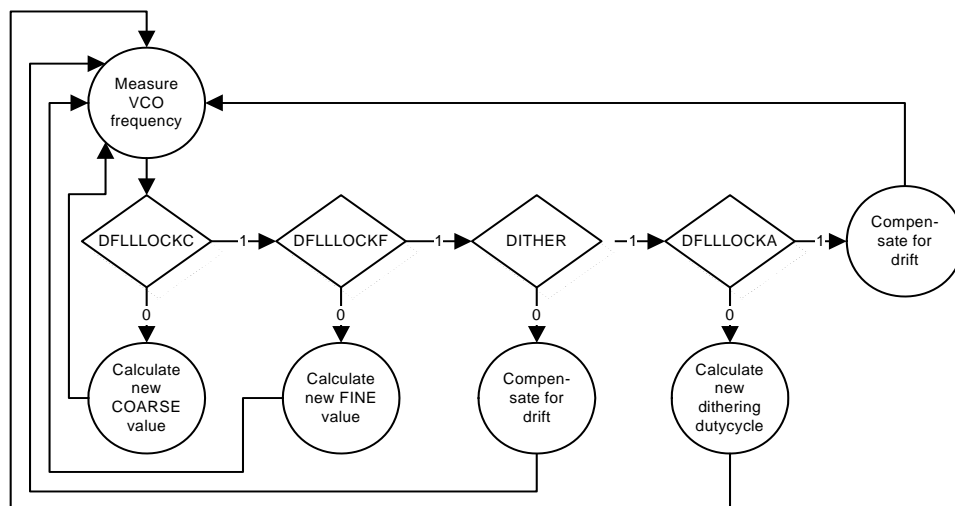 Measure
VCO
frequency
DFLLLOCKC
1
DFLLLOCKF
1
DITHER
1
DFLLLOCKA
1
Compen-
sate for
drift
0
0
0
0
Calculate
new
COARSE
value
Calculate
new FINE
value
Compen-
sate for
drift
Calculate
new
dithering
dutycycle